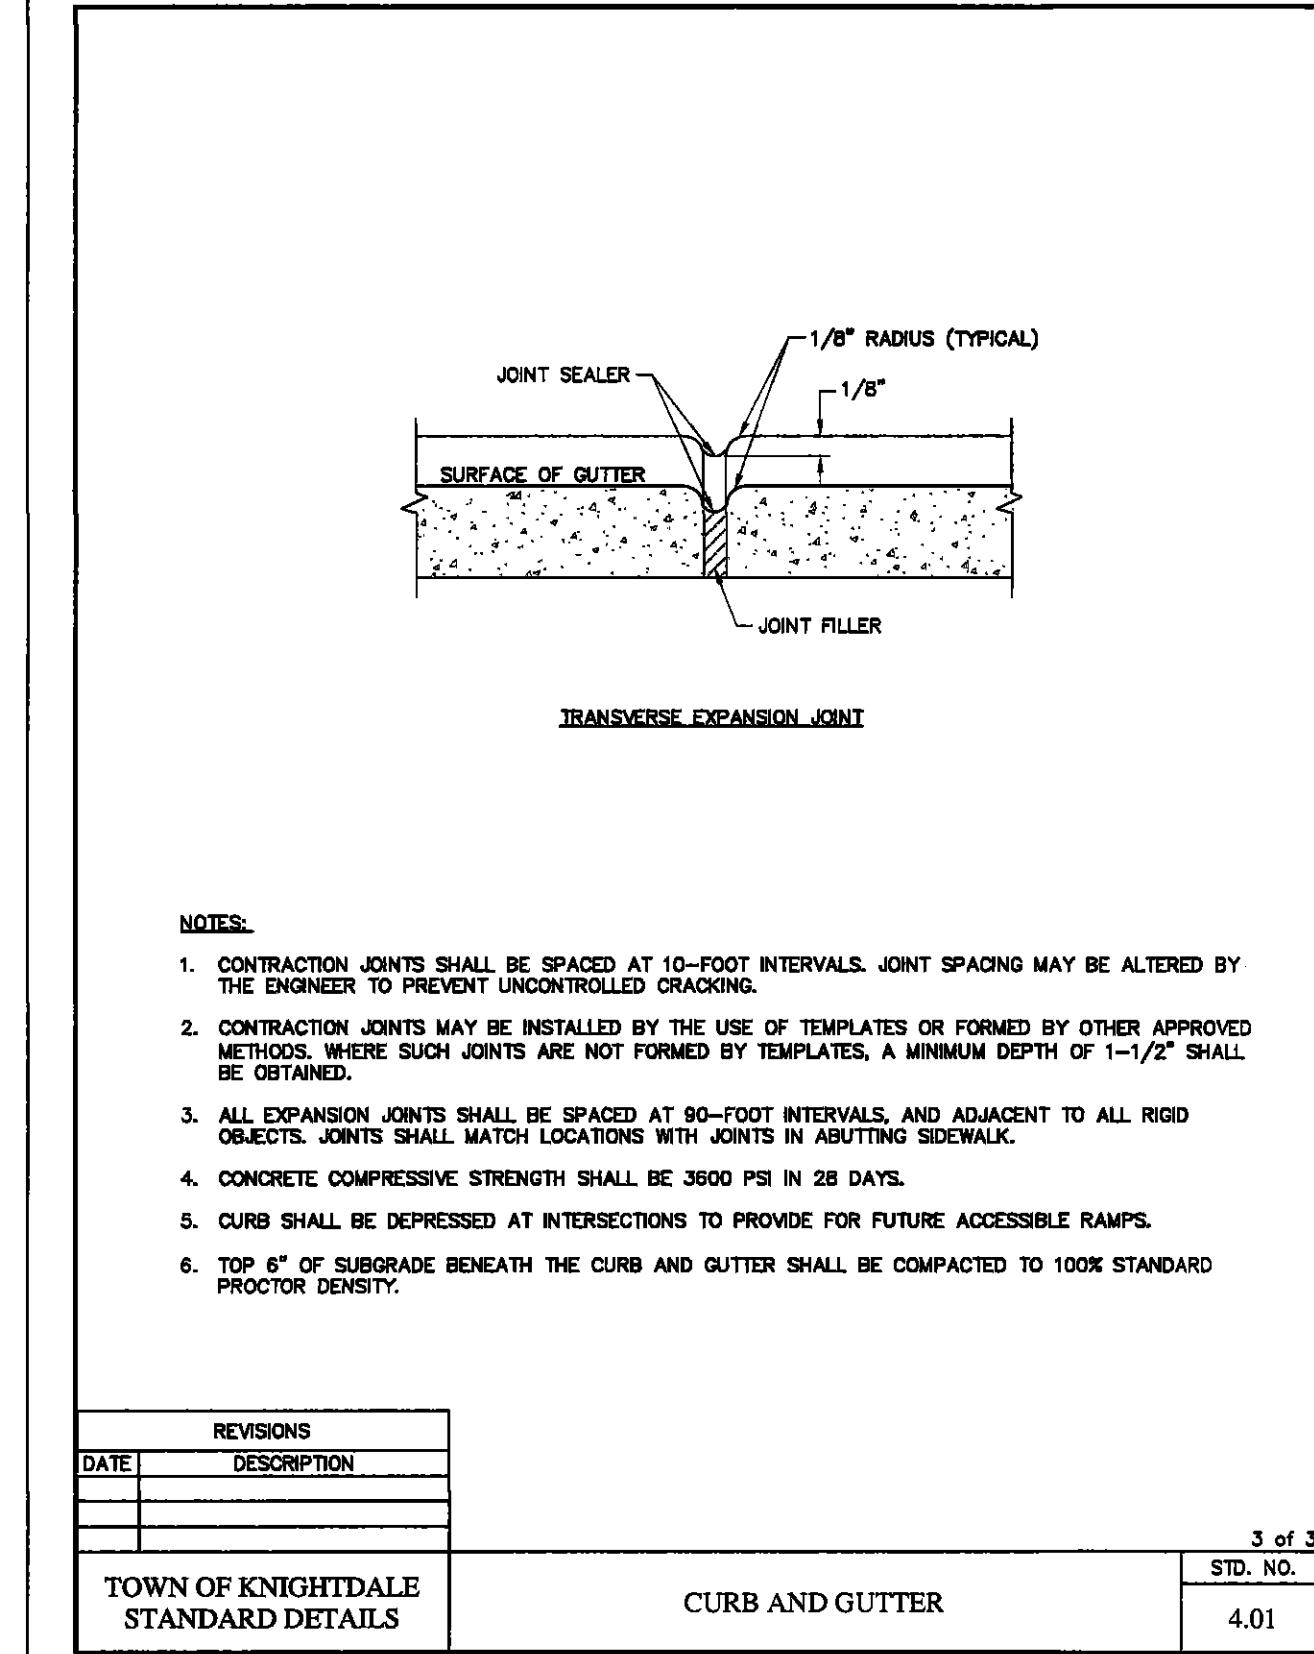 1/8" RADIUS (TYPICAL)
JOINT SEALER
1/8"
SURFACE OF GUTTER
JOINT FILLER
TRANSVERSE EXPANSION JOINT
NOTES:
1. CONTRACTION JOINTS SHALL BE SPACED AT 10-FOOT INTERVALS. JOINT SPACING MAY BE ALTERED BY
THE ENGINEER TO PREVENT UNCONTROLLED CRACKING.
2. CONTRACTION JOINTS MAY BE INSTALLED BY THE USE OF TEMPLATES OR FORMED BY OTHER APPROVED
METHODS. WHERE SUCH JOINTS ARE NOT FORMED BY TEMPLATES, A MINIMUM DEPTH OF 1-1/2" SHALL
BE OBTAINED.
3. ALL EXPANSION JOINTS SHALL BE SPACED AT 90-FOOT INTERVALS, AND ADJACENT TO ALL RIGID
OBJECTS. JOINTS SHALL MATCH LOCATIONS WITH JOINTS IN ABUTTING SIDEWALK.
4. CONCRETE COMPRESSIVE STRENGTH SHALL BE 3600 PSI IN 28 DAYS.
5. CURB SHALL BE DEPRESSED AT INTERSECTIONS TO PROVIDE FOR FUTURE ACCESSIBLE RAMPS.
6. TOP 6" OF SUBGRADE BENEATH THE CURB AND GUTTER SHALL BE COMPACTED TO 100% STANDARD
PROCTOR DENSITY.
REVISIONS
DATE DESCRIPTION
3 of 3
TOWN OF KNIGHTDALE
STANDARD DETAILS
CURB AND GUTTER
STD. NO.
4.01